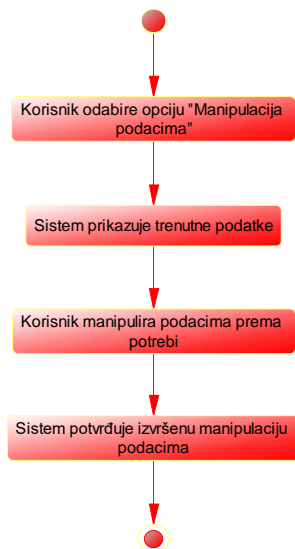 Korisnik odabire opciju "Manipulacija
podacima"
Sistem prikazuje trenutne podatke
Korisnik manipulira podacima prema
potrebi
Sistem potvrđuje izvršenu manipulaciju
podacima